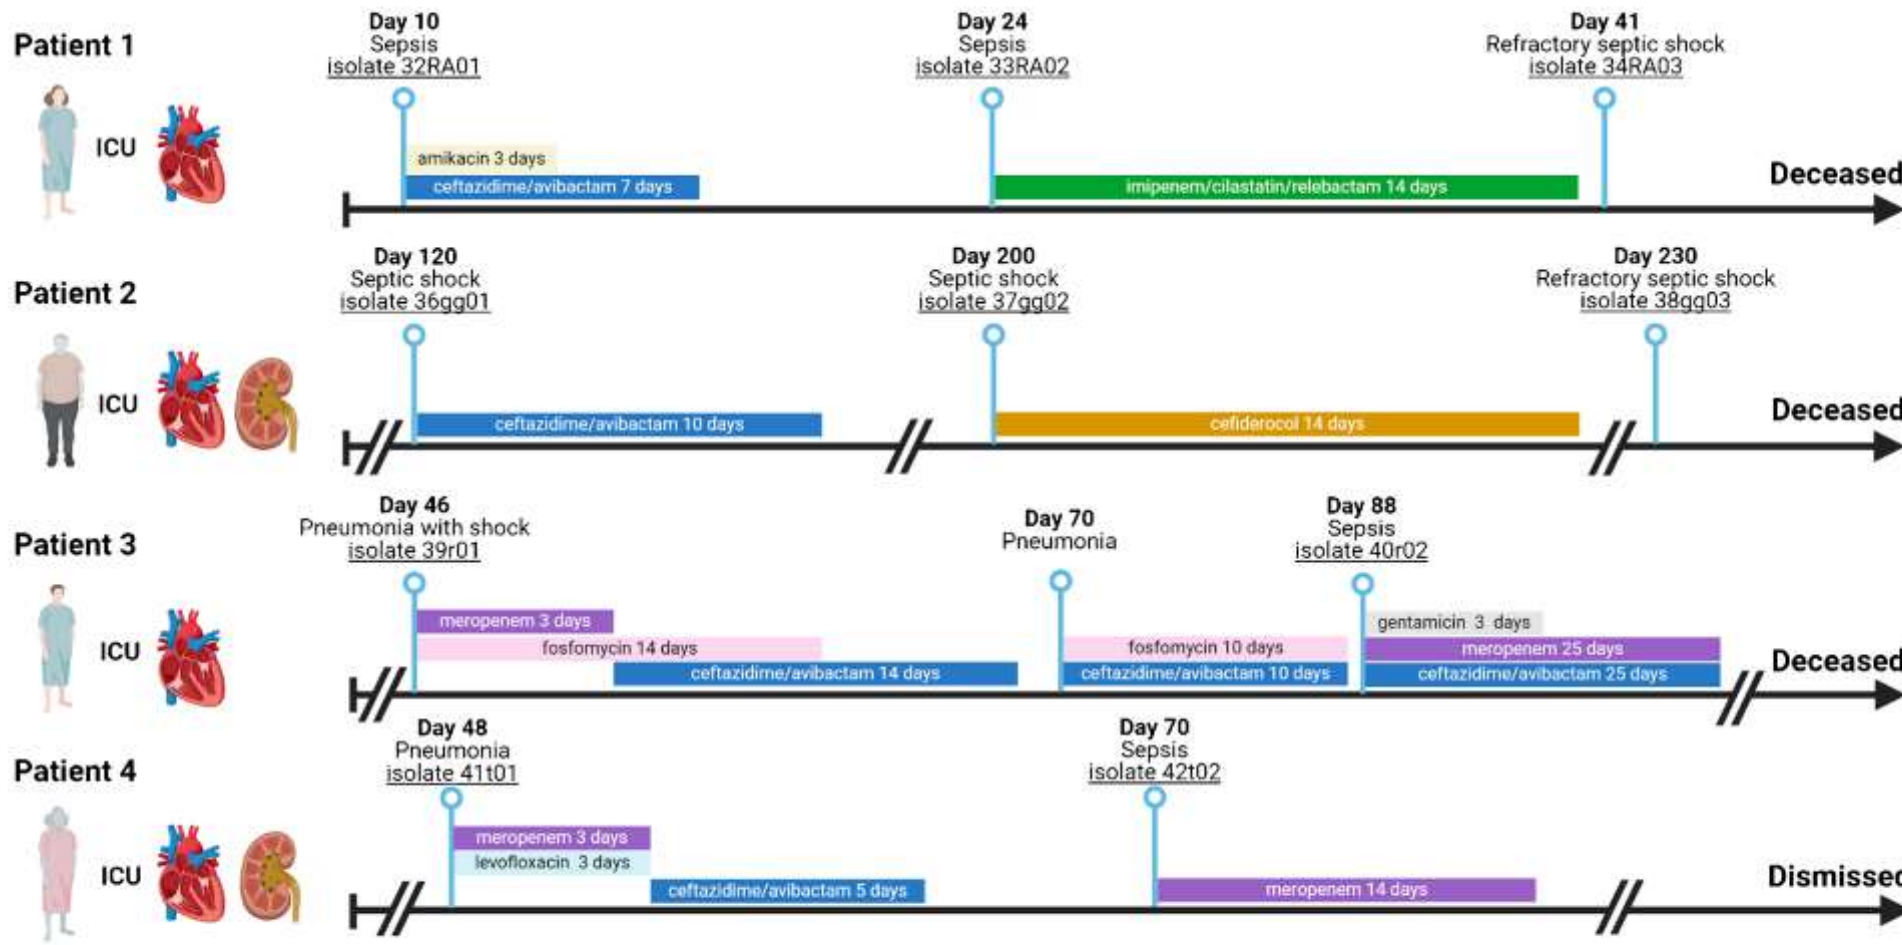 Patient 1
ICU
Day 10
Sepsis
isolate 32RA01
Day 24
Sepsis
isolate 33RA02
Day 41
Refractory septic shock
isolate 34RA03
amikacin 3 days
ceftazidime/avibactam 7 days
imipenem/cilastatin/relebactam 14 days
Deceased
Patient 2
ICU
Day 120
Septic shock
isolate 36gg01
Day 200
Septic shock
isolate 37gg02
Day 230
Refractory septic shock
isolate 38gg03
ceftazidime/avibactam 10 days
cefiderocol 14 days
Deceased
Patient 3
ICU
Day 46
Pneumonia with shock
isolate 39r01
Day 70
Pneumonia
Day 88
Sepsis
isolate 40r02
meropenem 3 days
fosfomycin 14 days
ceftazidime/avibactam 14 days
fosfomycin 10 days
ceftazidime/avibactam 10 days
gentamicin 3 days
meropenem 25 days
ceftazidime/avibactam 25 days
Deceased
Patient 4
ICU
Day 48
Pneumonia
isolate 41t01
Day 70
Sepsis
isolate 42t02
meropenem 3 days
levofloxacin 3 days
ceftazidime/avibactam 5 days
meropenem 14 days
Dismissed